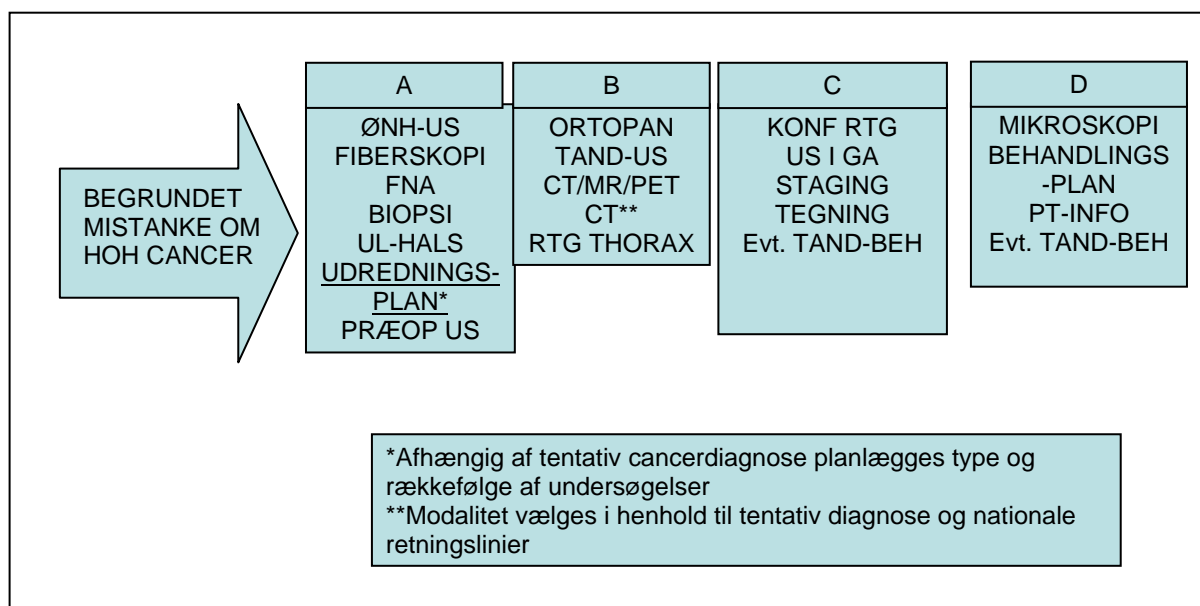 BEGRUNDET
MISTANKE OM
HOH CANCER
A
ØNH-US
FIBERSKOPI
FNA
BIOPSI
UL-HALS
UDREDNINGS-
PLAN*
PRÆOP US
B
ORTOPAN
TAND-US
CT/MR/PET
CT**
RTG THORAX
C
KONF RTG
US I GA
STAGING
TEGNING
Evt. TAND-BEH
D
MIKROSKOPI
BEHANDLINGS
-PLAN
PT-INFO
Evt. TAND-BEH
*Afhængig af tentativ cancerdiagnose planlægges type og
rækkefølge af undersøgelser
**Modalitet vælges i henhold til tentativ diagnose og nationale
retningslinier